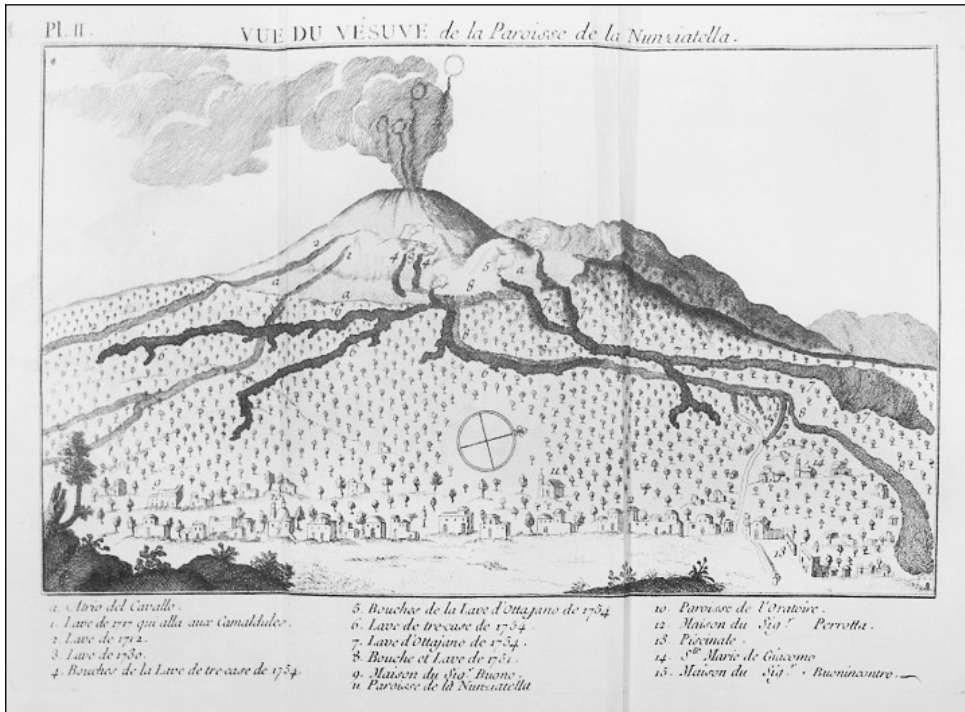 Pl. II.
VUE DU VÉSUVE de la Paroisse de la Nunziatella.
a. Atrio del Cavallo.
1. Lave de 1717 qui alla aux Camaldules.
2. Lave de 1712.
3. Lave de 1730.
4. Bouches de la Lave de tre-case de 1754.
5. Bouches de la Lave d'Ottajano de 1754
6. Lave de tre-case de 1754.
7. Lave d'Ottajano de 1754.
8. Bouche et Lave de 1751.
9. Maison du Sigr. Buono.
11. Paroisse de la Nunziatella
10. Paroisse de l'Oratoire.
12. Maison du Sigr. Perrotta.
13. Piscinale.
14. Ste. Marie de Giacomo
15. Maison du Sigr. Buonincontro.